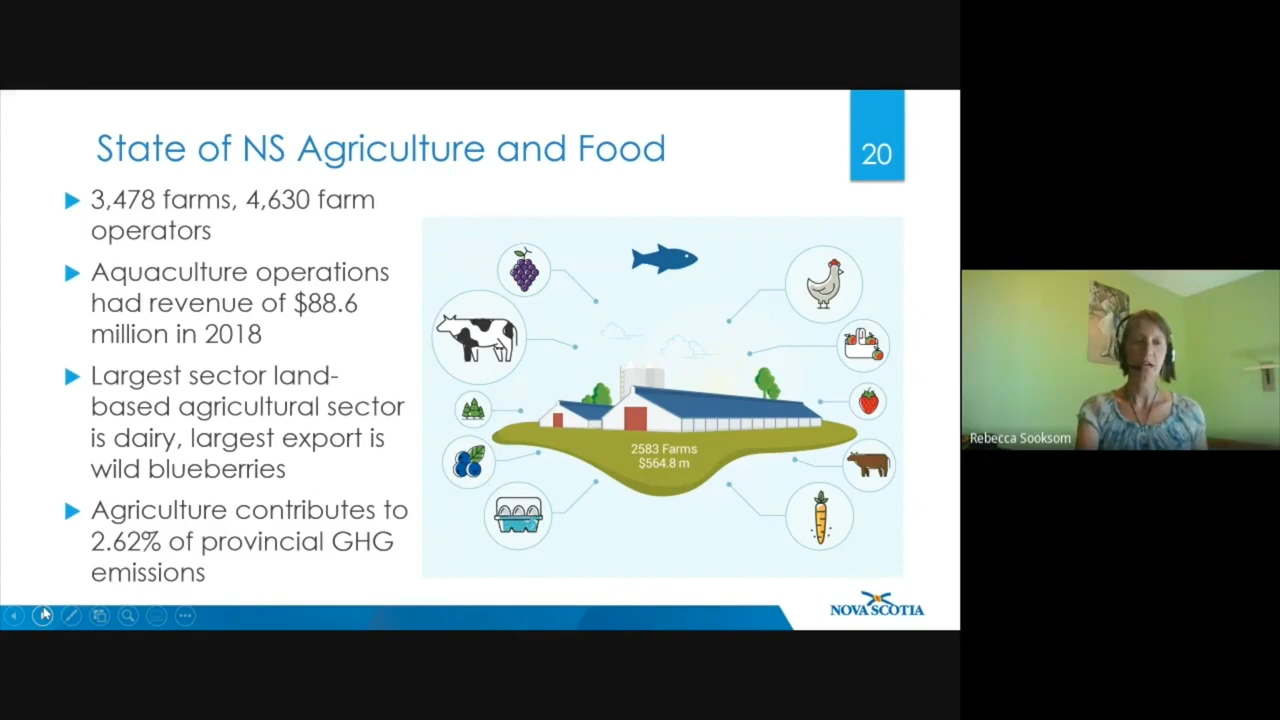 State of NS Agriculture and Food
20
3,478 farms, 4,630 farm
operators
Aquaculture operations
had revenue of $88.6
million in 2018
Largest sector land-
based agricultural sector
is dairy, largest export is
wild blueberries
Agriculture contributes to
2.62% of provincial GHG
emissions
2583 Farms
$564.8 m
NOVA SCOTIA
Rebecca Sooksom